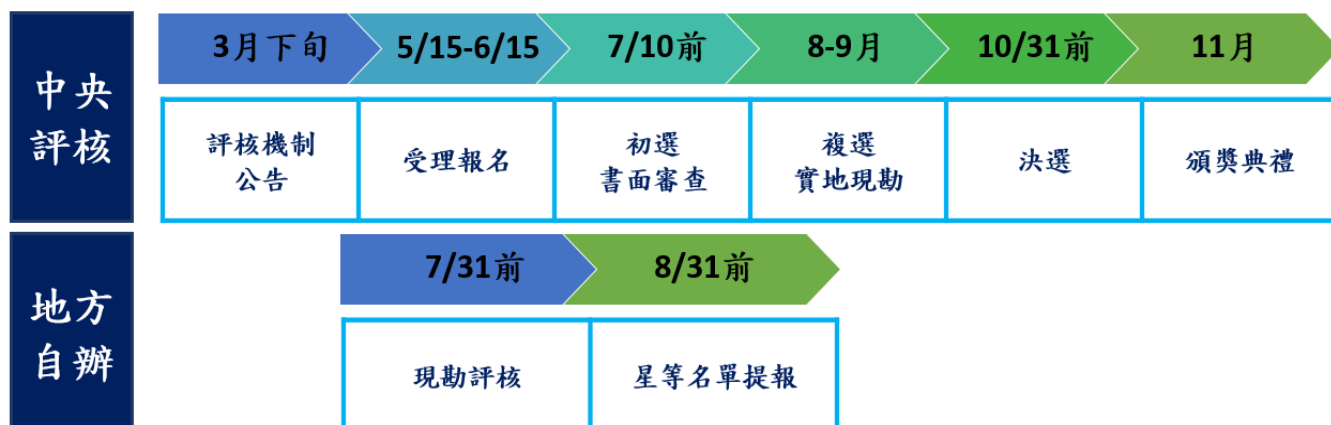 中央
評核
3月下旬
5/15-6/15
7/10前
8-9月
10/31前
11月
評核機制
公告
受理報名
初選
書面審查
複選
實地現勘
決選
頒獎典禮
地方
自辦
7/31前
8/31前
現勘評核
星等名單提報